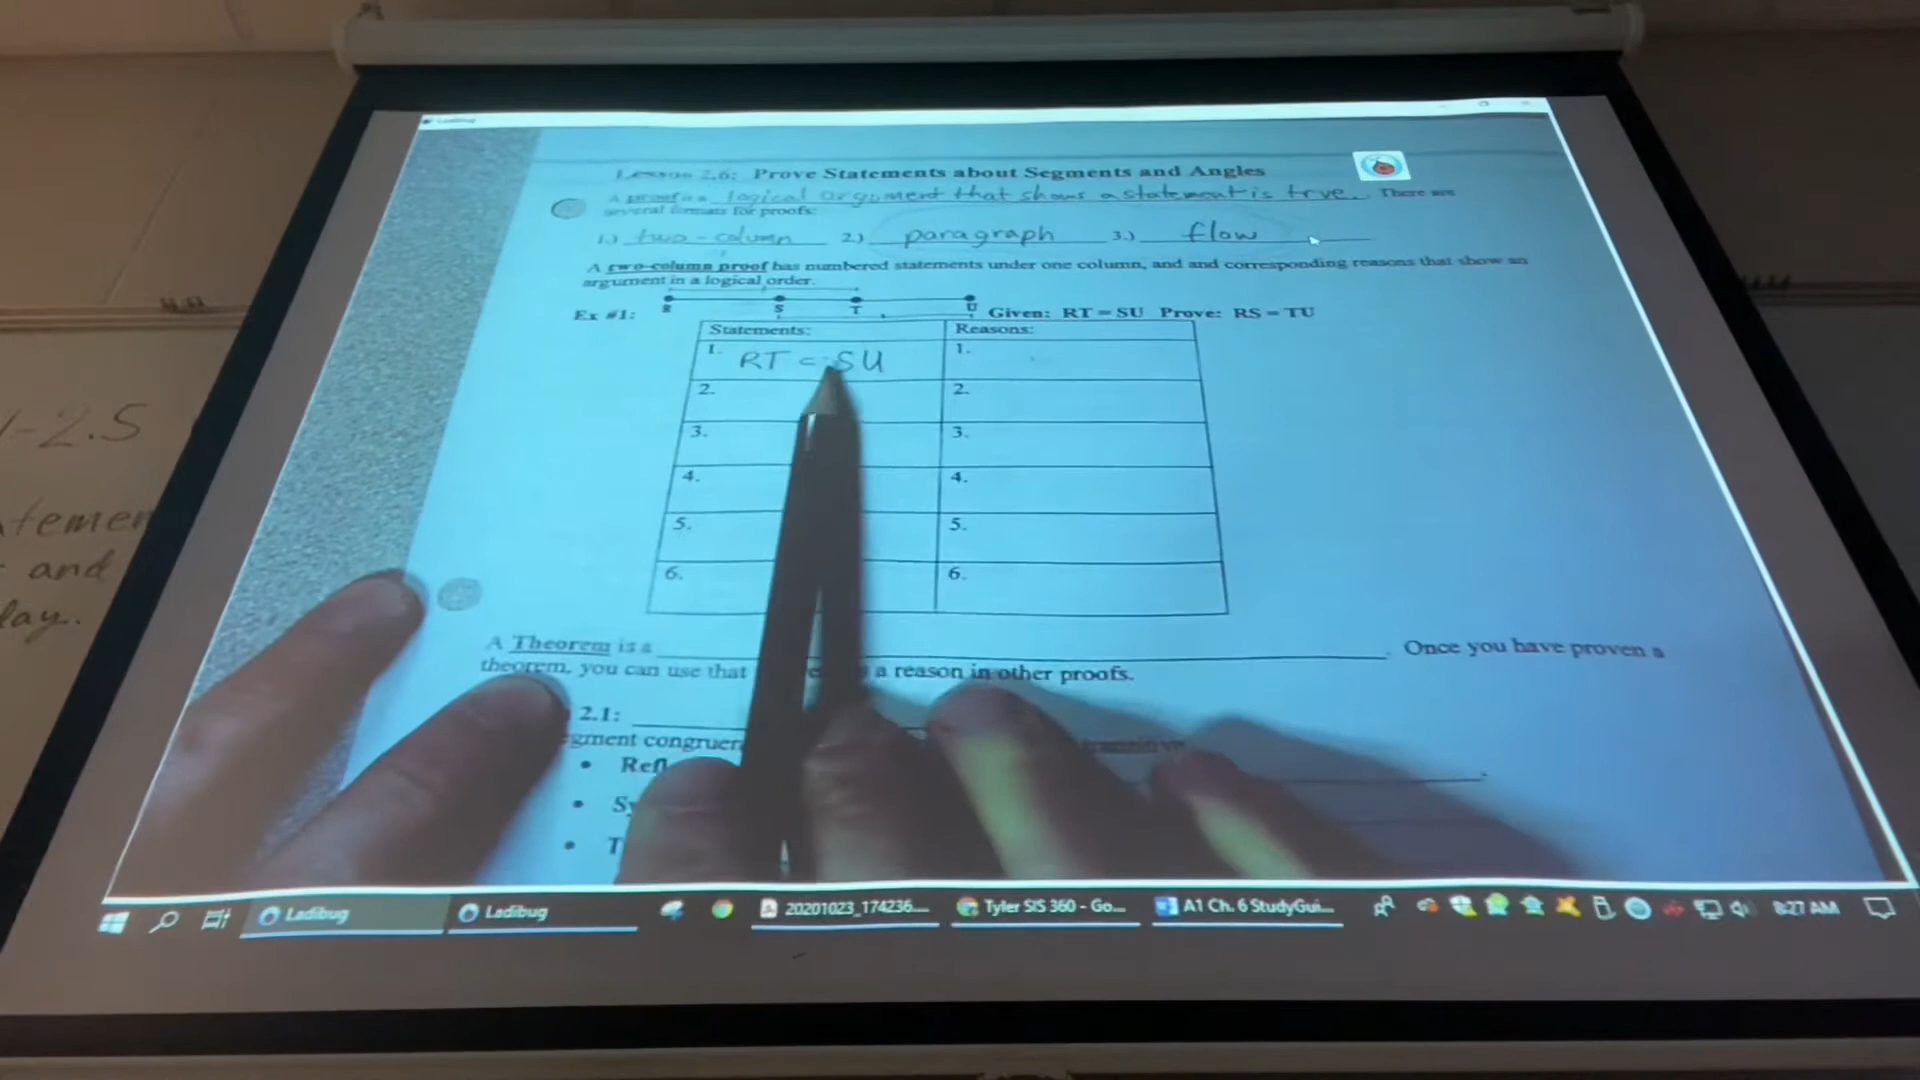 Ladibug
Lesson 2.6: Prove Statements about Segments and Angles
A proof is a logical argument that shows a statement is true. There are
several formats for proofs:
1.) two-column 2.) paragraph 3.) flow
A two-column proof has numbered statements under one column, and and corresponding reasons that show an
argument in a logical order.
R S T U
Ex #1: Given: RT = SU Prove: RS = TU
Statements: Reasons:
1. RT = SU 1.
2. 2.
3. 3.
4. 4.
5. 5.
6. 6.
A Theorem is a . Once you have proven a
theorem, you can use that a reason in other proofs.
2.1:
-2.5
and
Ladibug Ladibug 20201023_174236.... Tyler SIS 360 - Go... A1 Ch. 6 StudyGui... 8:27 AM